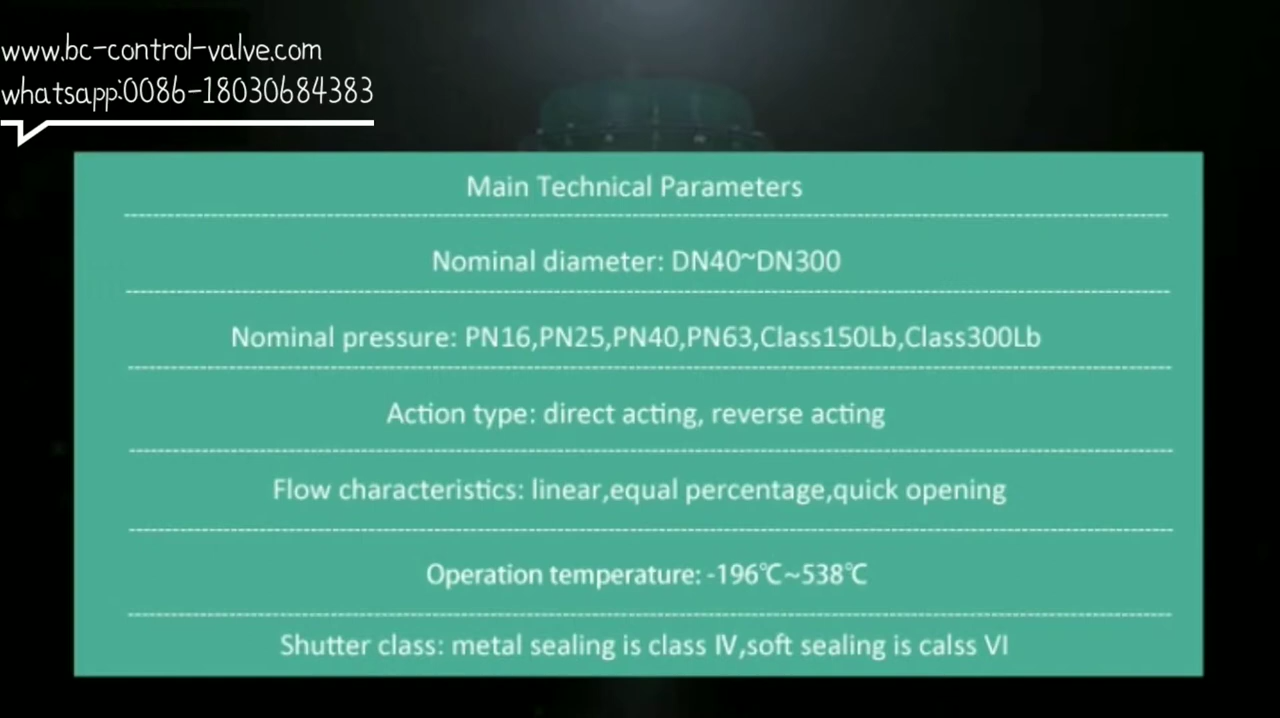 www.bc-control-valve.com
whatsapp:0086-18030684383
Main Technical Parameters
Nominal diameter: DN40~DN300
Nominal pressure: PN16,PN25,PN40,PN63,Class150Lb,Class300Lb
Action type: direct acting, reverse acting
Flow characteristics: linear,equal percentage,quick opening
Operation temperature: -196℃~538℃
Shutter class: metal sealing is class Ⅳ,soft sealing is calss VI